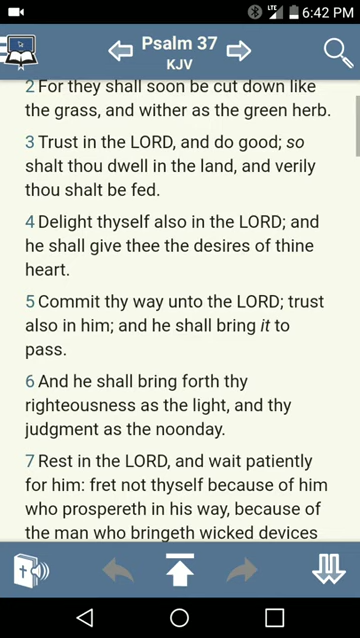 LTE 6:42 PM
Psalm 37
KJV
2 For they shall soon be cut down like
the grass, and wither as the green herb.
3 Trust in the LORD, and do good; so
shalt thou dwell in the land, and verily
thou shalt be fed.
4 Delight thyself also in the LORD; and
he shall give thee the desires of thine
heart.
5 Commit thy way unto the LORD; trust
also in him; and he shall bring it to
pass.
6 And he shall bring forth thy
righteousness as the light, and thy
judgment as the noonday.
7 Rest in the LORD, and wait patiently
for him: fret not thyself because of him
who prospereth in his way, because of
the man who bringeth wicked devices